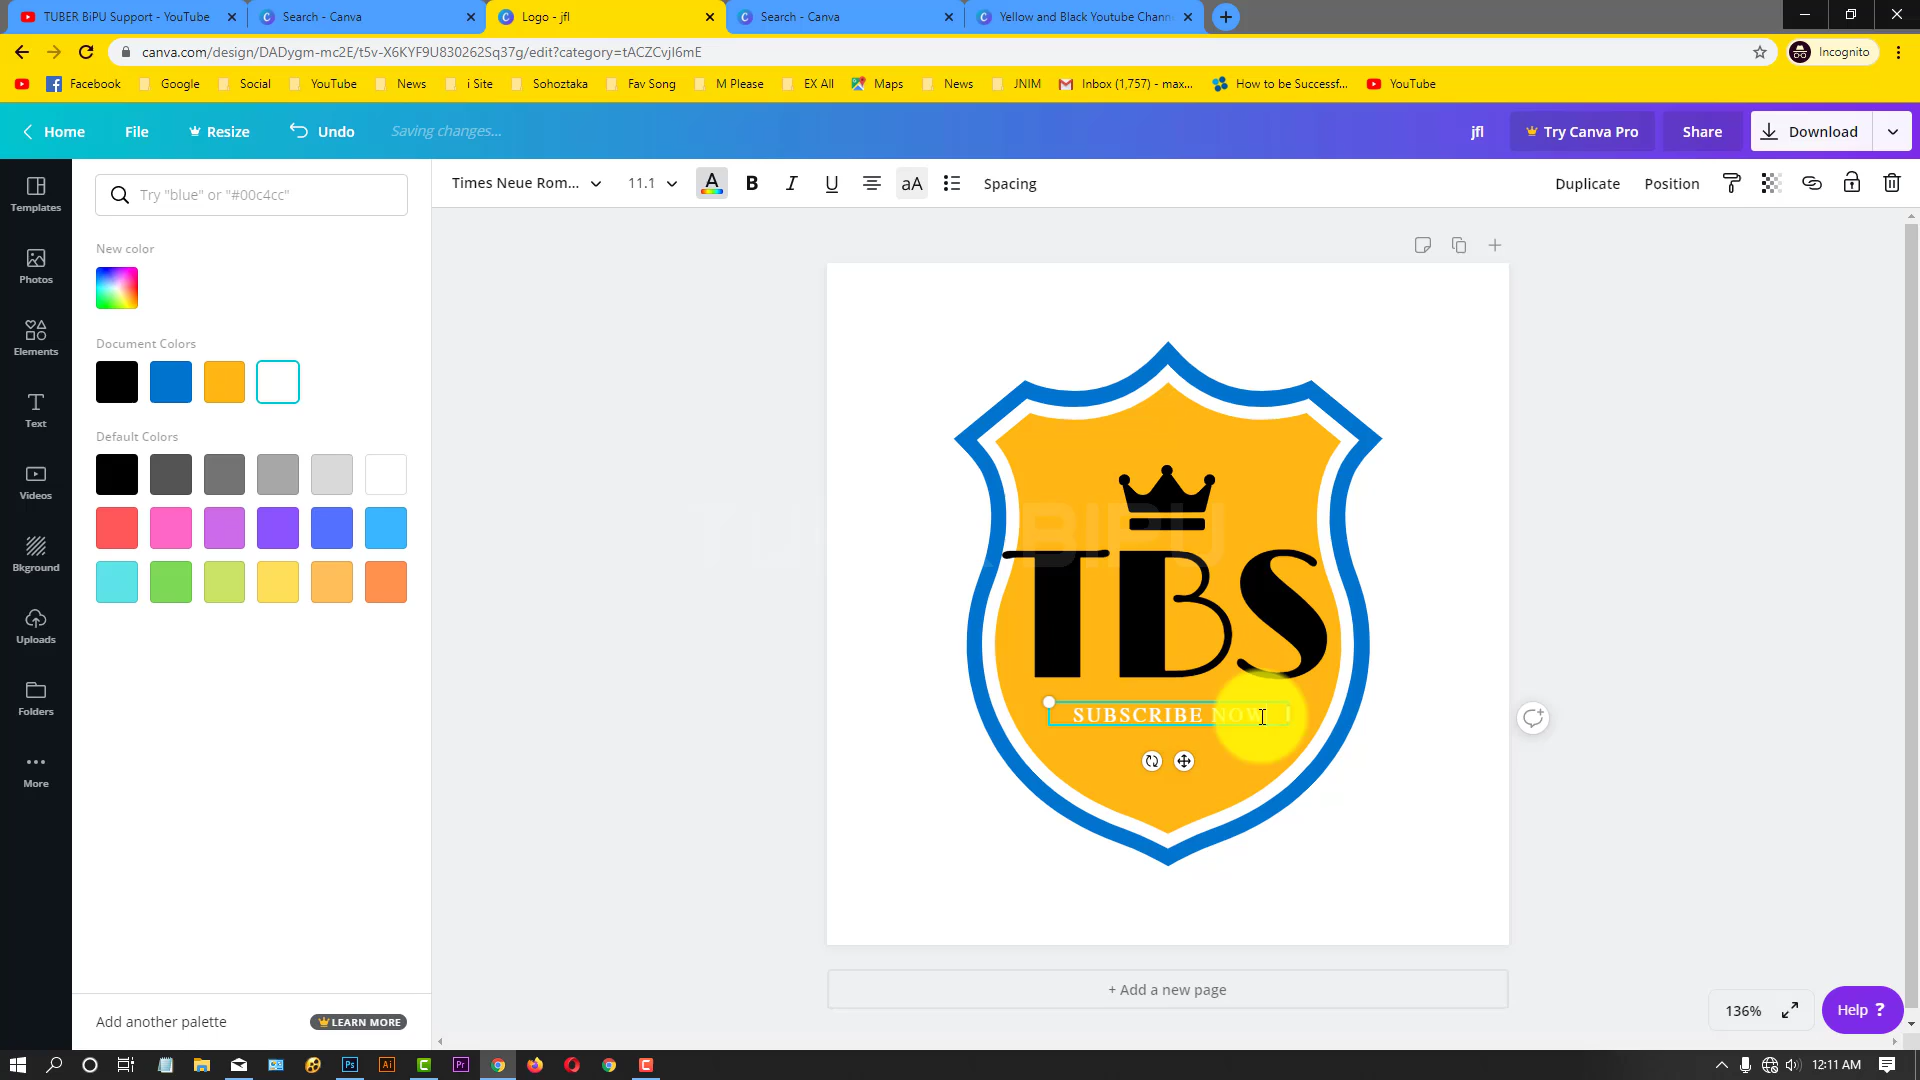 TUBER BiPU Support - YouTube
Search - Canva
Logo - jfl
Search - Canva
Yellow and Black Youtube Chann
canva.com/design/DADygm-mc2E/t5v-X6KYF9U830262Sq37g/edit?category=tACZCvjI6mE
Incognito
Facebook
Google
Social
YouTube
News
i Site
Sohoztaka
Fav Song
M Please
EX All
Maps
News
JNIM
Inbox (1,757) - max...
How to be Successf...
YouTube
Home
File
Resize
Undo
Saving changes...
jfl
Try Canva Pro
Share
Download
Templates
Photos
Elements
Text
Videos
Bkground
Uploads
Folders
More
Try "blue" or "#00c4cc"
New color
Document Colors
Default Colors
Add another palette
LEARN MORE
Times Neue Rom...
11.1
A
B
I
U
aA
Spacing
Duplicate
Position
TBS
SUBSCRIBE NOW
+ Add a new page
136%
Help ?
Ps
Ai
C
Pr
C
12:11 AM